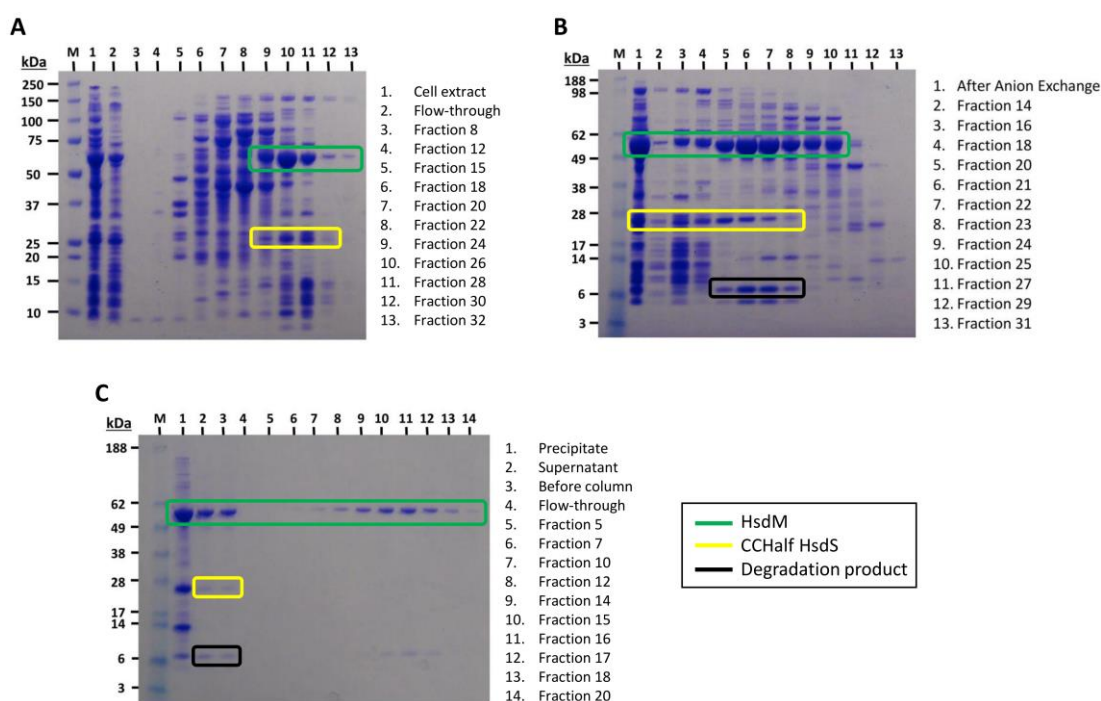 A
M 1 2 3 4 5 6 7 8 9 10 11 12 13
kDa
250
150
100
75
50
37
25
20
15
10
1. Cell extract
2. Flow-through
3. Fraction 8
4. Fraction 12
5. Fraction 15
6. Fraction 18
7. Fraction 20
8. Fraction 22
9. Fraction 24
10. Fraction 26
11. Fraction 28
12. Fraction 30
13. Fraction 32
B
M 1 2 3 4 5 6 7 8 9 10 11 12 13
kDa
188
98
62
49
38
28
17
14
6
3
1. After Anion Exchange
2. Fraction 14
3. Fraction 16
4. Fraction 18
5. Fraction 20
6. Fraction 21
7. Fraction 22
8. Fraction 23
9. Fraction 24
10. Fraction 25
11. Fraction 27
12. Fraction 29
13. Fraction 31
C
M 1 2 3 4 5 6 7 8 9 10 11 12 13 14
kDa
188
62
49
38
28
17
14
6
3
1. Precipitate
2. Supernatant
3. Before column
4. Flow-through
5. Fraction 5
6. Fraction 7
7. Fraction 10
8. Fraction 12
9. Fraction 14
10. Fraction 15
11. Fraction 16
12. Fraction 17
13. Fraction 18
14. Fraction 20
HsdM
CCHalf HsdS
Degradation product